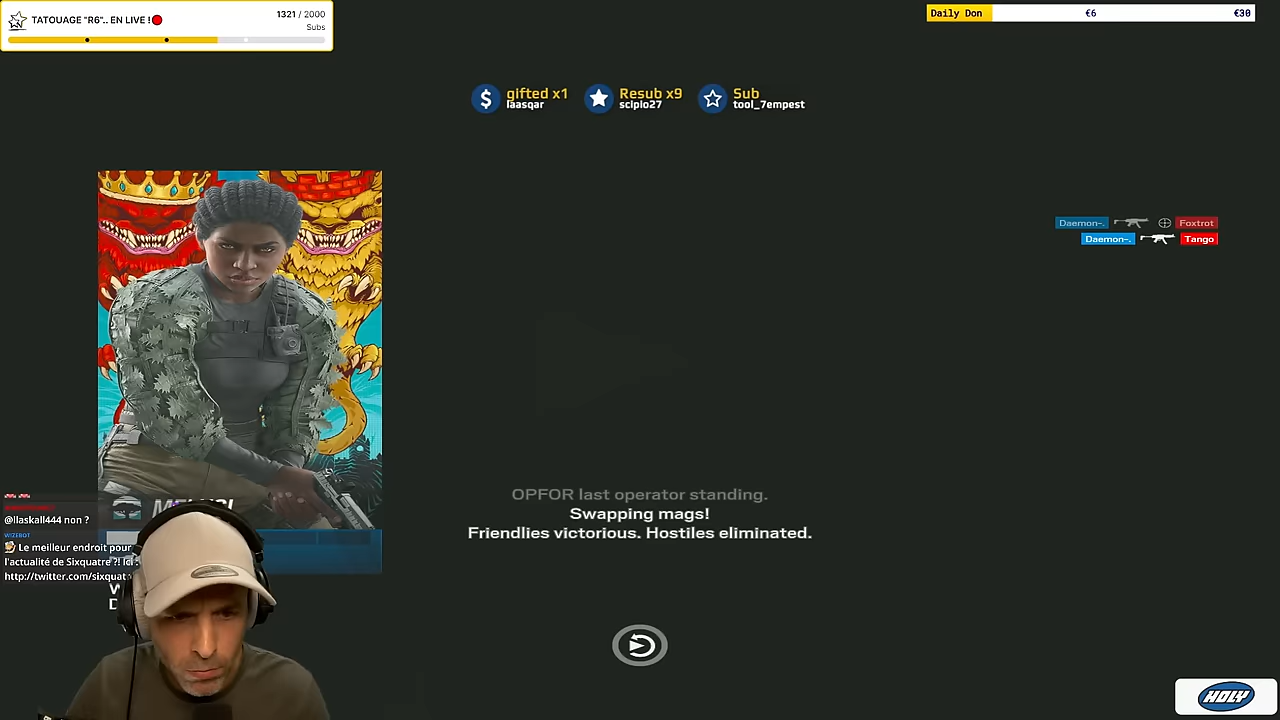 TATOUAGE "R6".. EN LIVE !
1321 / 2000
Subs
Daily Don
€6
€30
gifted x1
laasqar
Resub x9
scipio27
Sub
tool_7empest
Daemon-.
Foxtrot
Daemon-.
Tango
OPFOR last operator standing.
Swapping mags!
Friendlies victorious. Hostiles eliminated.
@llaskall444 non ?
WIZEBOT
Le meilleur endroit pour
l'actualité de Sixquatre ?! Ici :
http://twitter.com/sixquat
HOLY